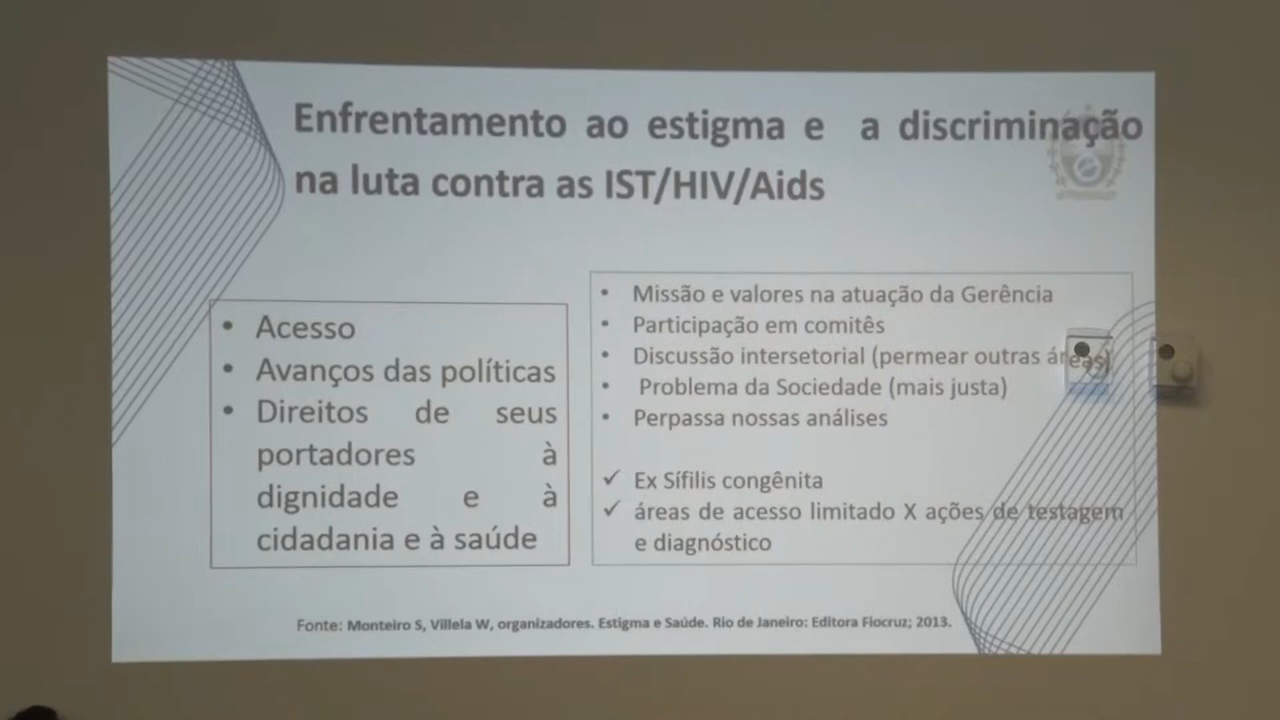 Enfrentamento ao estigma e a discriminação
na luta contra as IST/HIV/Aids
• Acesso
• Avanços das políticas
• Direitos de seus
portadores à
dignidade e à
cidadania e à saúde
• Missão e valores na atuação da Gerência
• Participação em comitês
• Discussão intersetorial (permear outras áreas)
• Problema da Sociedade (mais justa)
• Perpassa nossas análises
✓ Ex Sífilis congênita
✓ áreas de acesso limitado X ações de testagem
e diagnóstico
Fonte: Monteiro S, Villela W, organizadores. Estigma e Saúde. Rio de Janeiro: Editora Fiocruz; 2013.